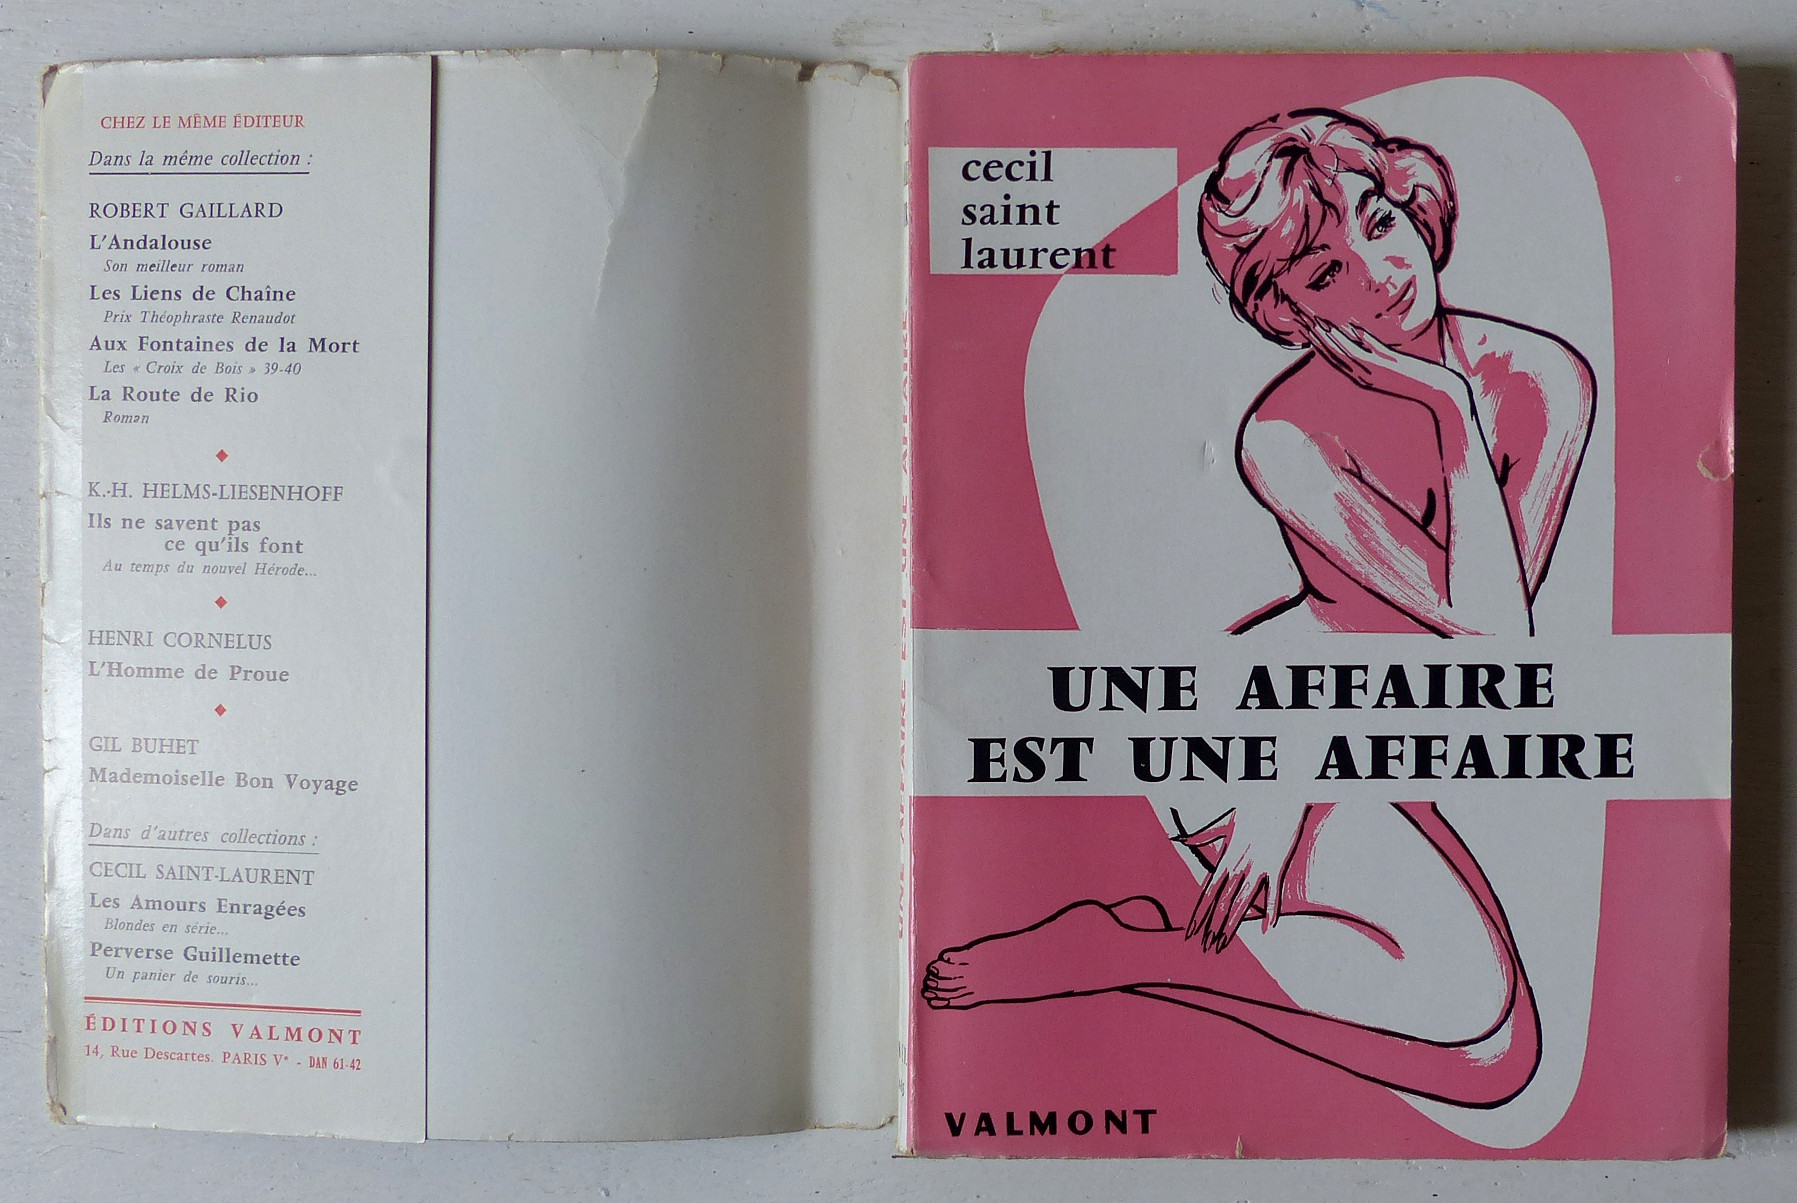 CHEZ LE MÊME ÉDITEUR
Dans la même collection :
ROBERT GAILLARD
L'Andalouse
Son meilleur roman
Les Liens de Chaîne
Prix Théophraste Renaudot
Aux Fontaines de la Mort
Les « Croix de Bois » 39-40
La Route de Rio
Roman
K.-H. HELMS-LIESENHOFF
Ils ne savent pas
ce qu'ils font
Au temps du nouvel Hérode...
HENRI CORNELUS
L'Homme de Proue
GIL BUHET
Mademoiselle Bon Voyage
Dans d'autres collections :
CECIL SAINT-LAURENT
Les Amours Enragées
Blondes en série...
Perverse Guillemette
Un panier de souris...
ÉDITIONS VALMONT
14, Rue Descartes. PARIS Ve - DAN 61-42
UNE AFFAIRE EST UNE AFFAIRE
cecil
saint
laurent
UNE AFFAIRE
EST UNE AFFAIRE
VALMONT